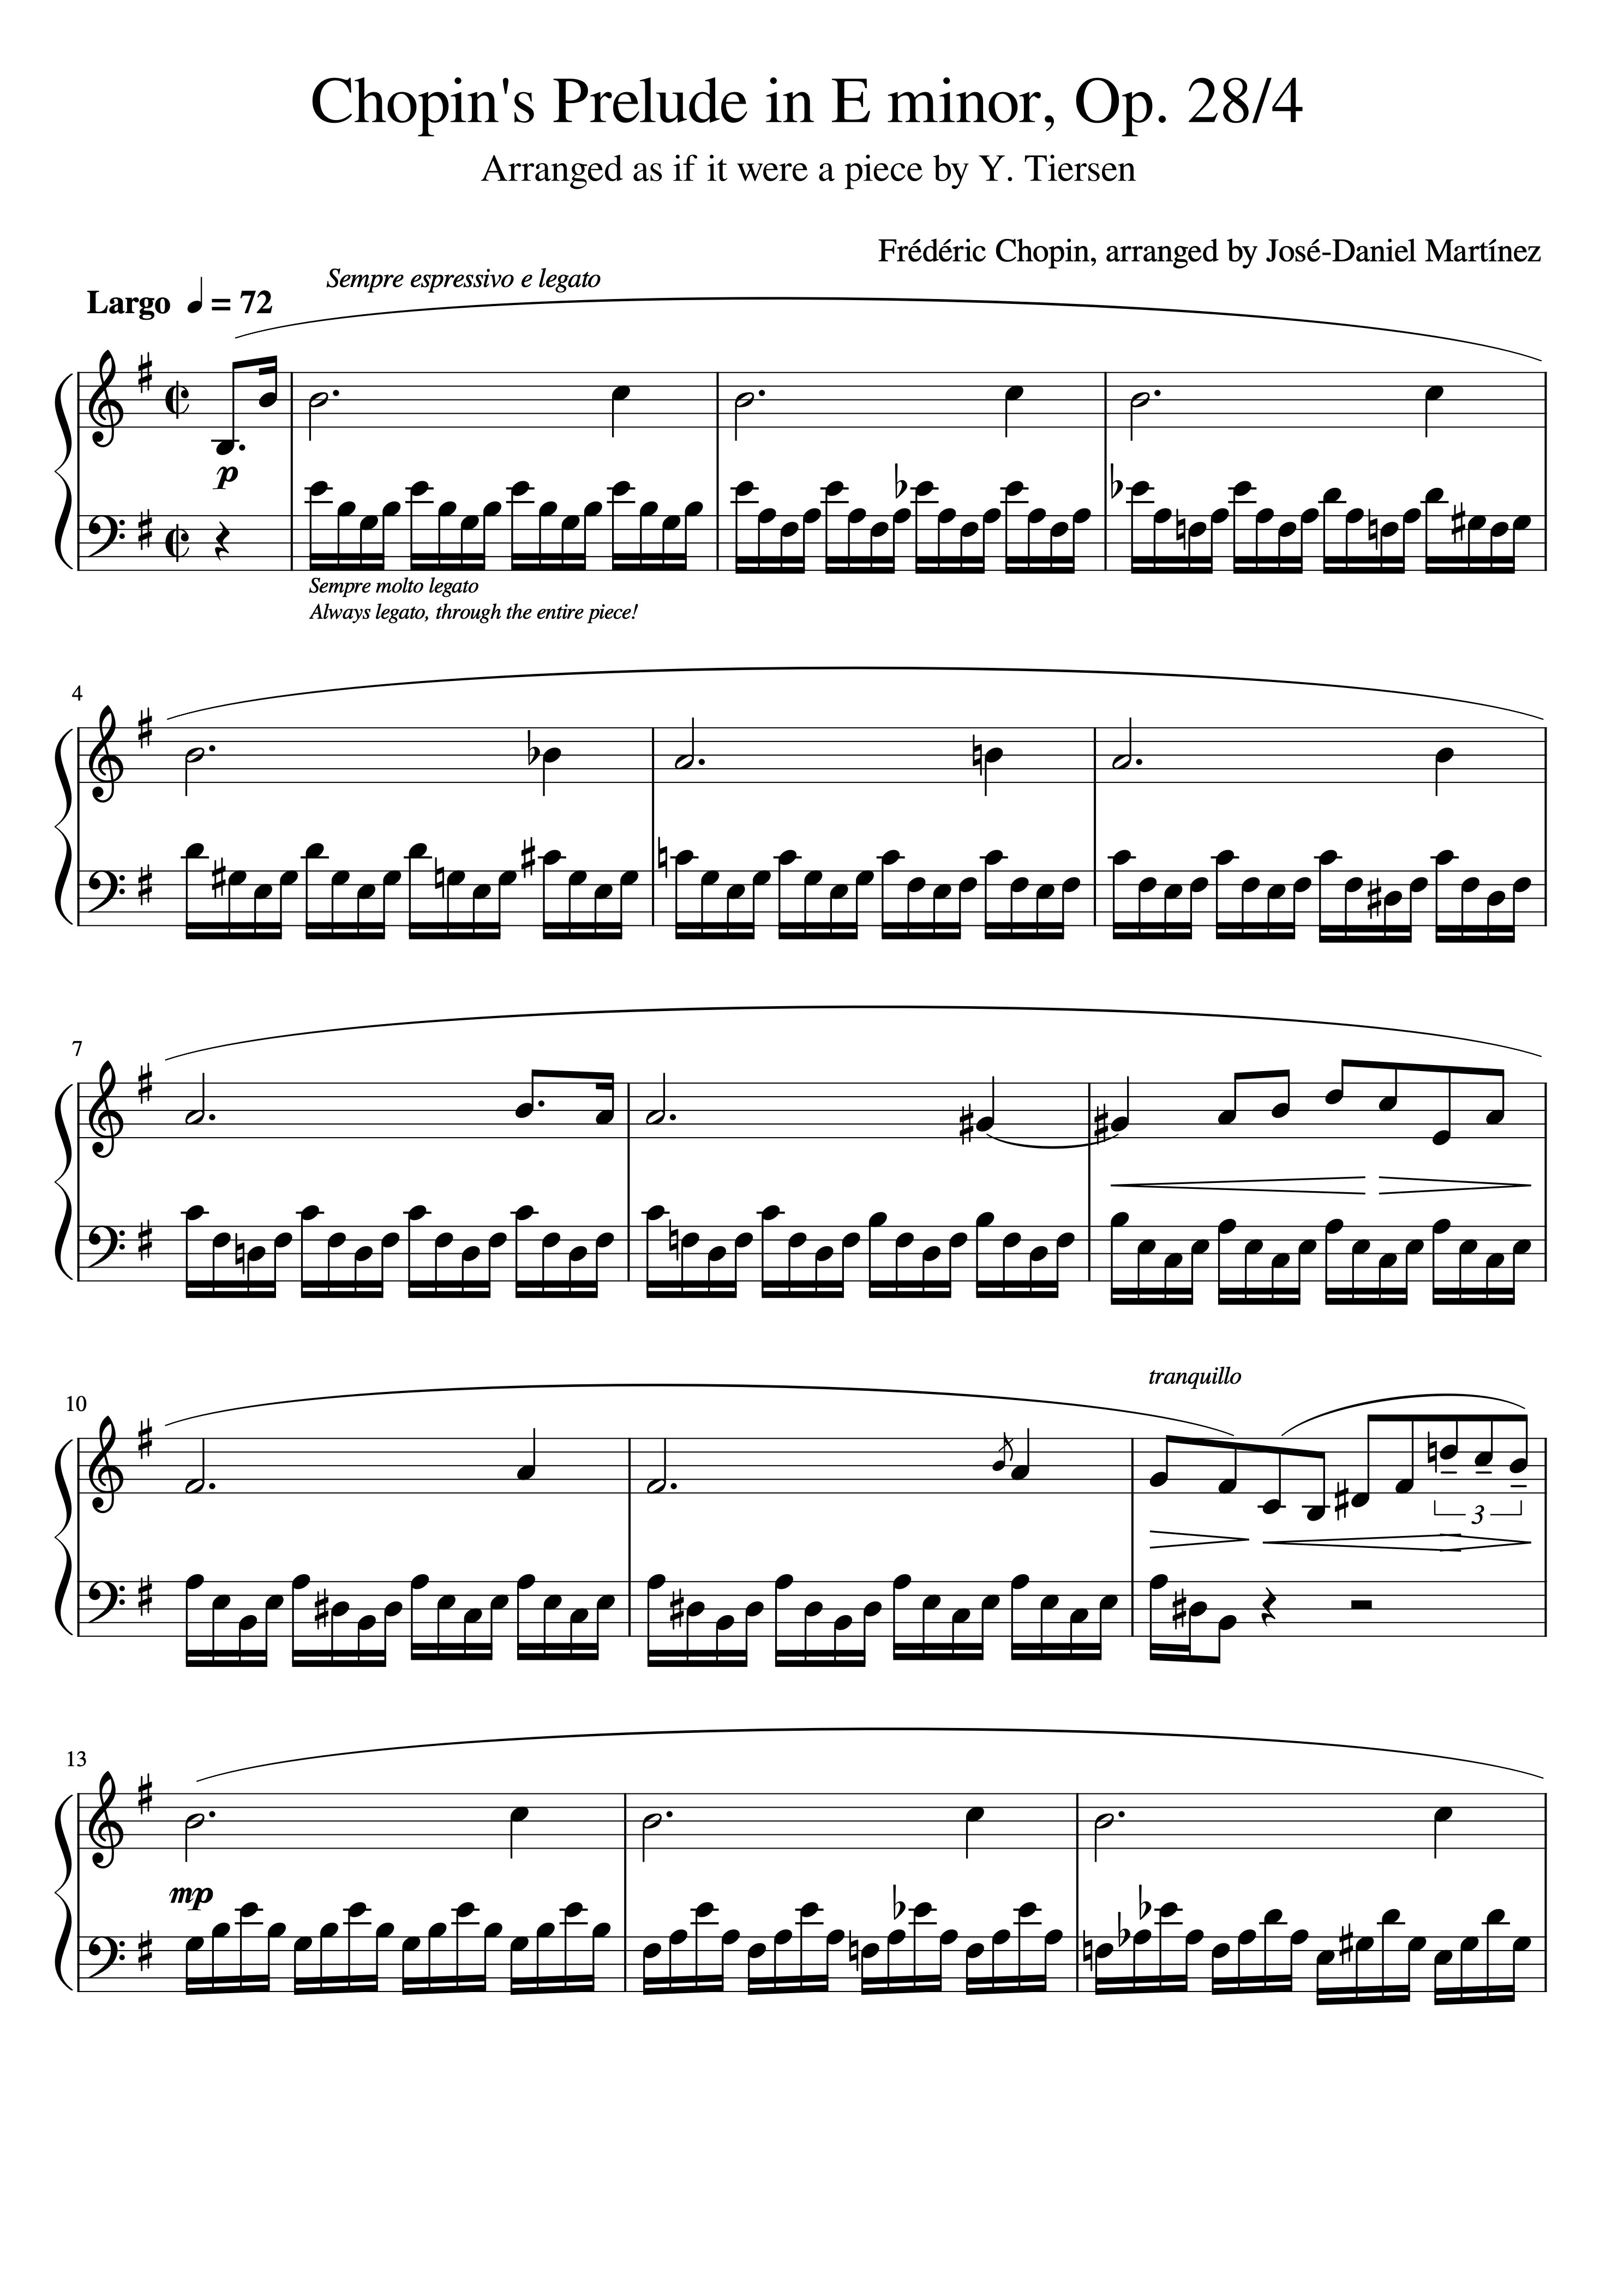 Chopin's Prelude in E minor, Op. 28/4
Arranged as if it were a piece by Y. Tiersen
Frédéric Chopin, arranged by José-Daniel Martínez
Sempre espressivo e legato
Largo ♩ = 72
p
Sempre molto legato
Always legato, through the entire piece!
4
7
10
tranquillo
3
13
mp